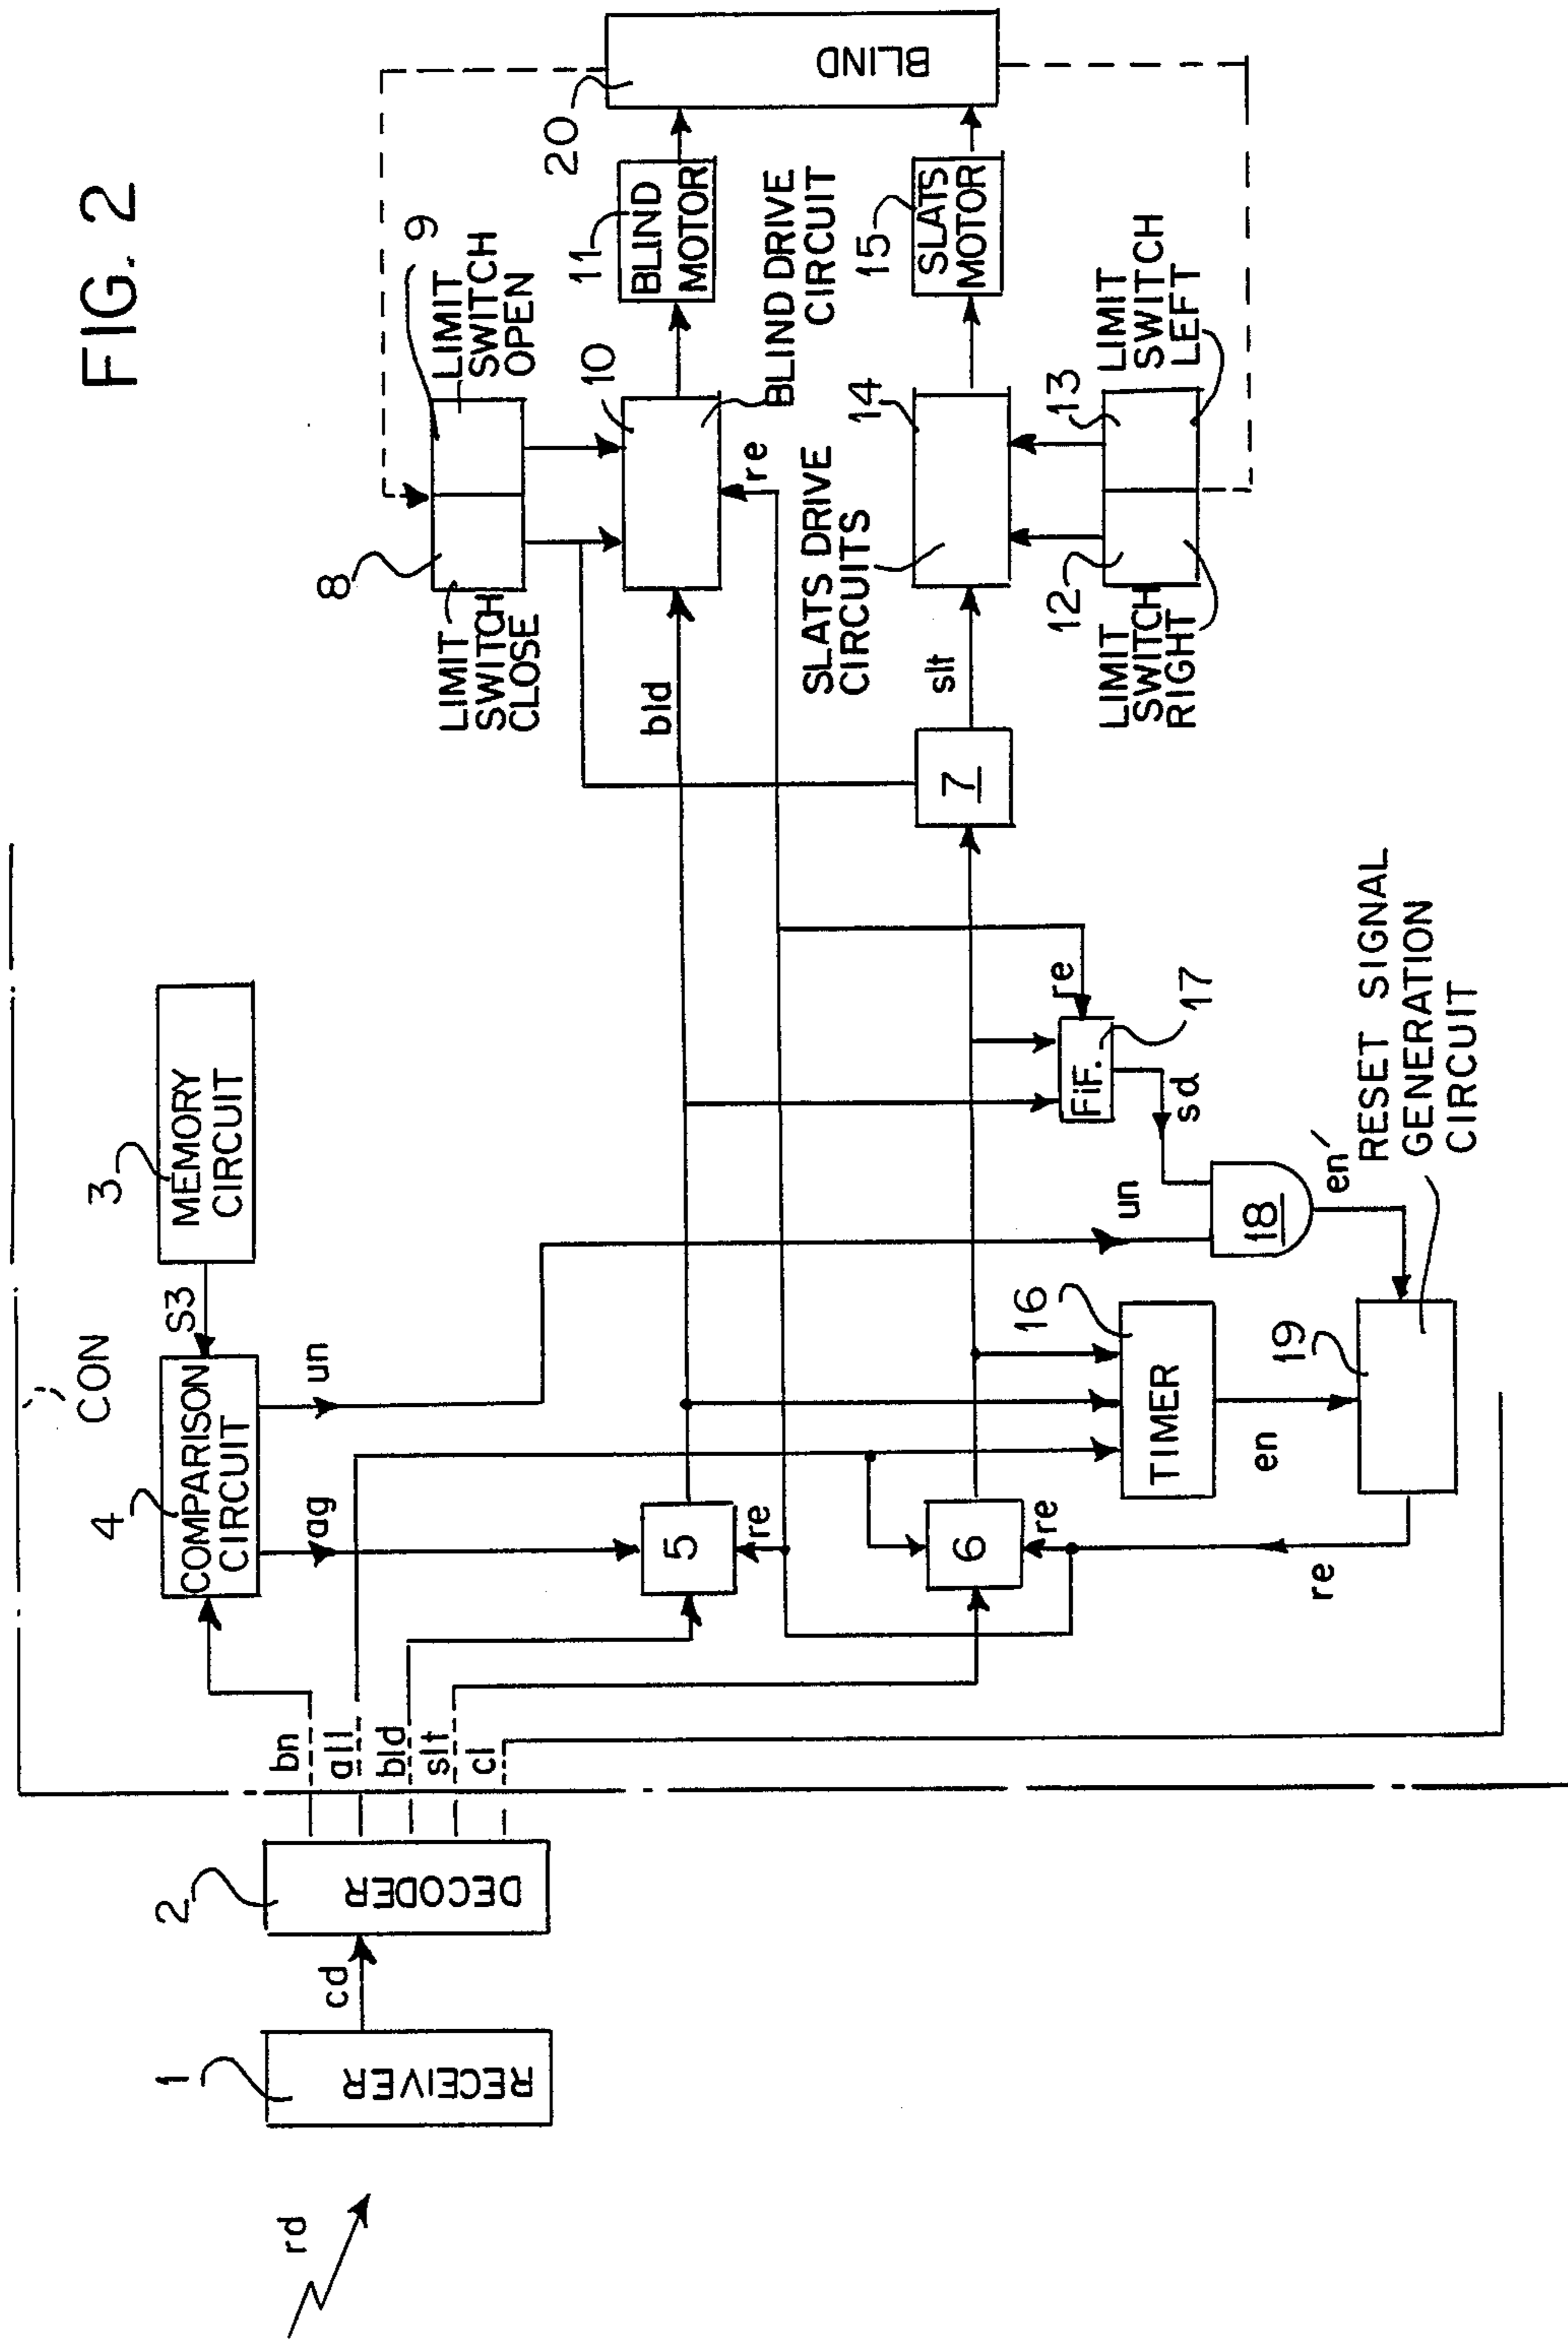 FIG. 2
CON
3
MEMORY
CIRCUIT
S3
4
COMPARISON
CIRCUIT
un
ag
bn
all
bld
slt
cl
rd
1
RECEIVER
cd
2
DECODER
5
re
6
re
re
8
LIMIT
SWITCH
CLOSE
9
LIMIT
SWITCH
OPEN
bld
10
re
BLIND DRIVE
CIRCUIT
11
BLIND
MOTOR
20
BLIND
7
slt
SLATS DRIVE
CIRCUITS
14
15
SLATS
MOTOR
12
LIMIT
SWITCH
RIGHT
13
LIMIT
SWITCH
LEFT
re
F.F.
17
sd
un
18
en'
16
TIMER
en
19
RESET SIGNAL
GENERATION
CIRCUIT